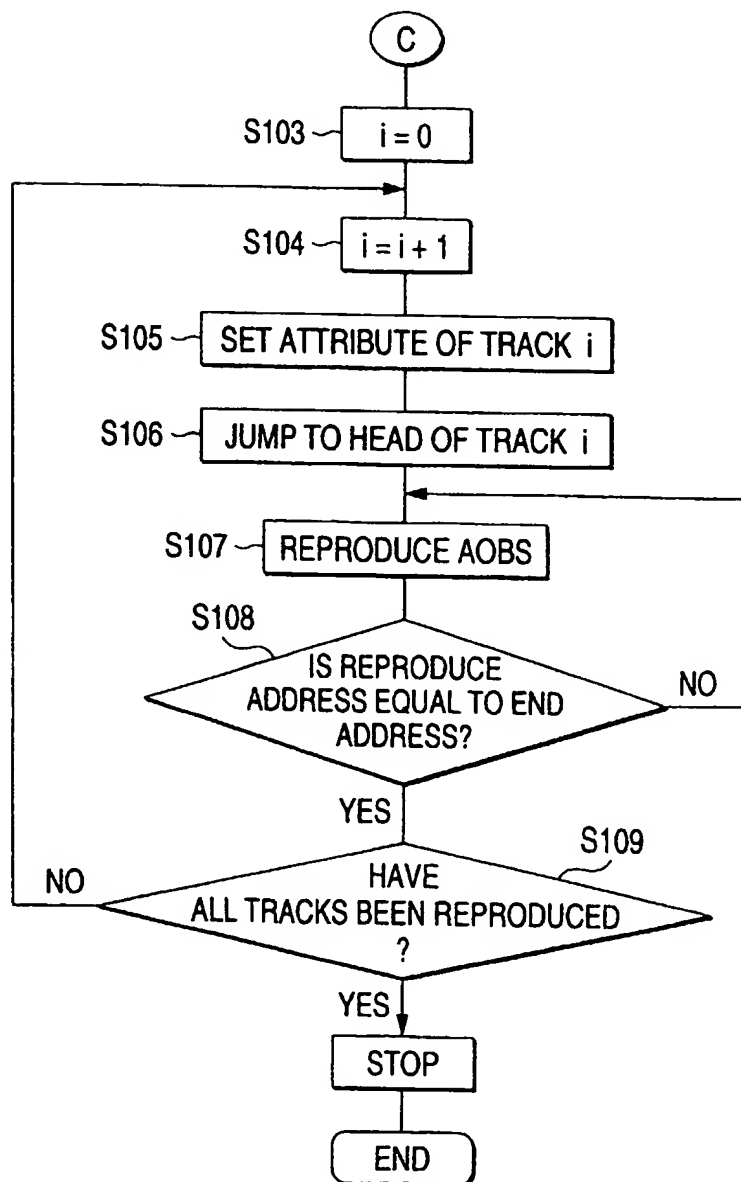 C
S103
i = 0
S104
i = i + 1
S105
SET ATTRIBUTE OF TRACK i
S106
JUMP TO HEAD OF TRACK i
S107
REPRODUCE AOBS
S108
IS REPRODUCE
ADDRESS EQUAL TO END
ADDRESS?
NO
YES
S109
NO
HAVE
ALL TRACKS BEEN REPRODUCED
?
YES
STOP
END